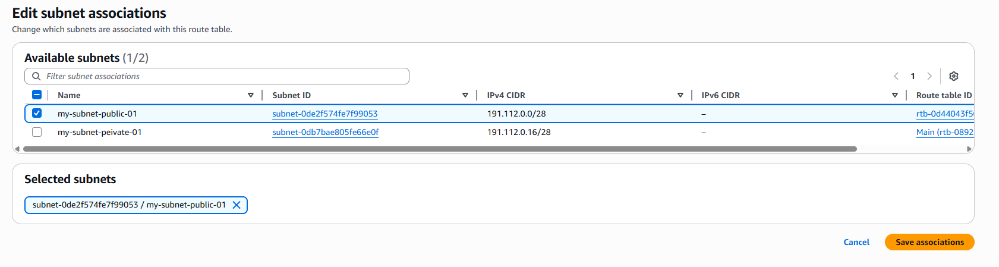 Edit subnet associations
Change which subnets are associated with this route table.
Available subnets (1/2)
Filter subnet associations
1
Name Subnet ID IPv4 CIDR IPv6 CIDR Route table ID
my-subnet-public-01 subnet-0de2f574fe7f99053 191.112.0.0/28 – rtb-0d44043f5
my-subnet-peivate-01 subnet-0db7bae805fe66e0f 191.112.0.16/28 – Main (rtb-0892
Selected subnets
subnet-0de2f574fe7f99053 / my-subnet-public-01
Cancel Save associations